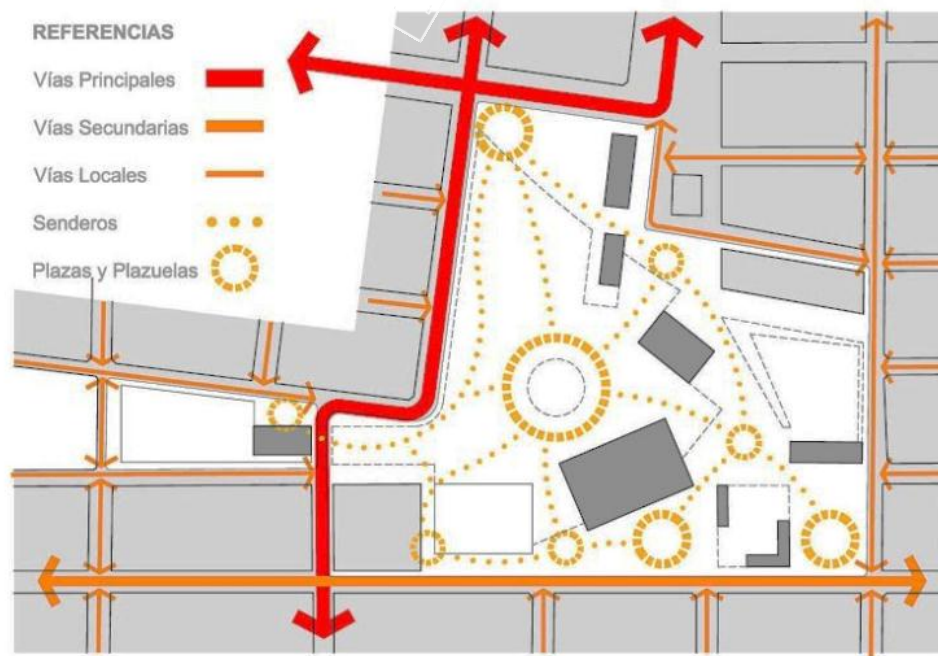 REFERENCIAS
Vías Principales
Vías Secundarias
Vías Locales
Senderos
Plazas y Plazuelas